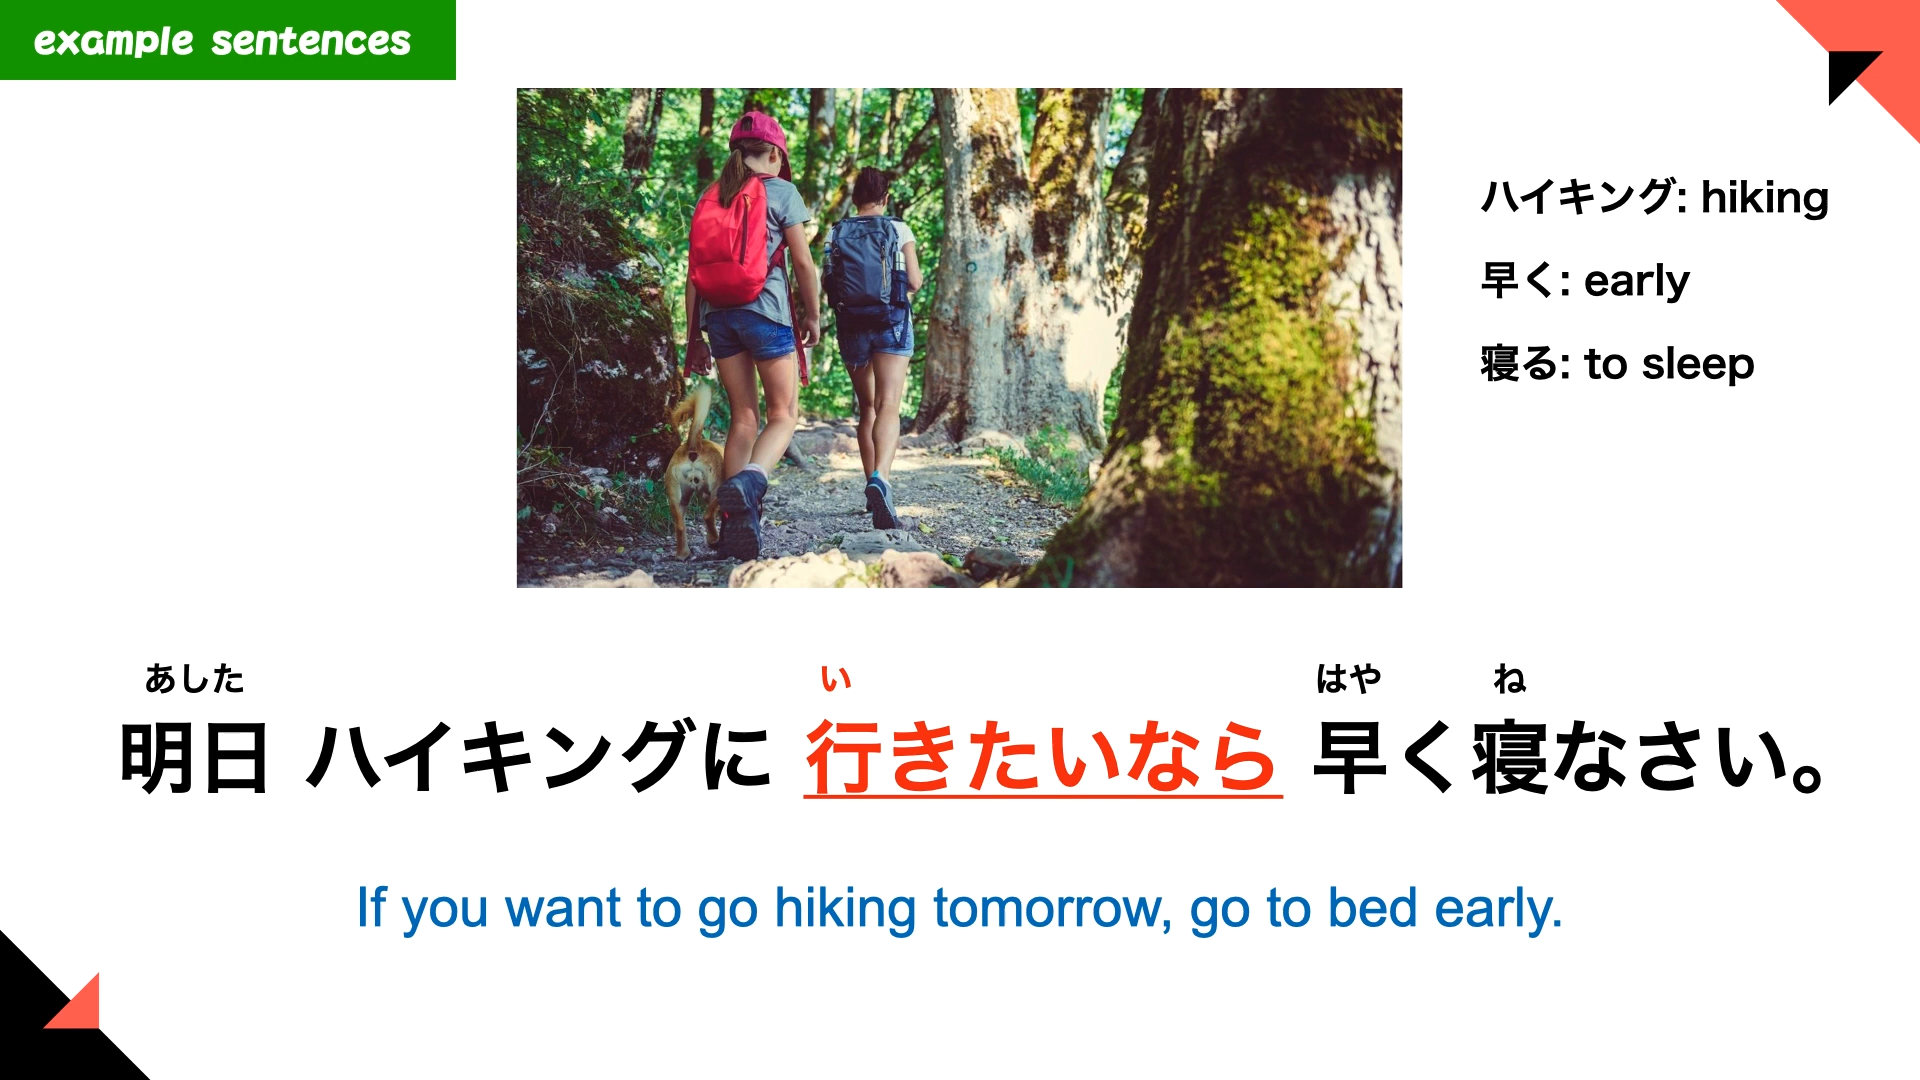 example sentences
ハイキング: hiking
早く: early
寝る: to sleep
あした い はや ね
明日 ハイキングに 行きたいなら 早く寝なさい。
If you want to go hiking tomorrow, go to bed early.